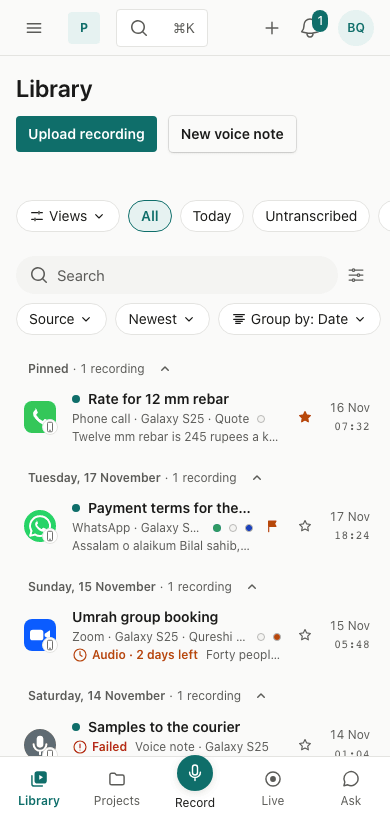 P
⌘K
1
BQ
Library
Upload recording
New voice note
Views
All
Today
Untranscribed
Search
Source
Newest
Group by: Date
Pinned · 1 recording
Rate for 12 mm rebar
16 Nov
Phone call · Galaxy S25 · Quote
07:32
Twelve mm rebar is 245 rupees a k...
Tuesday, 17 November · 1 recording
Payment terms for the...
17 Nov
WhatsApp · Galaxy S...
18:24
Assalam o alaikum Bilal sahib,...
Sunday, 15 November · 1 recording
Umrah group booking
15 Nov
Zoom · Galaxy S25 · Qureshi ...
05:48
Audio · 2 days left Forty peopl...
Saturday, 14 November · 1 recording
Samples to the courier
14 Nov
Failed Voice note · Galaxy S25
01:04
Library
Projects
Record
Live
Ask